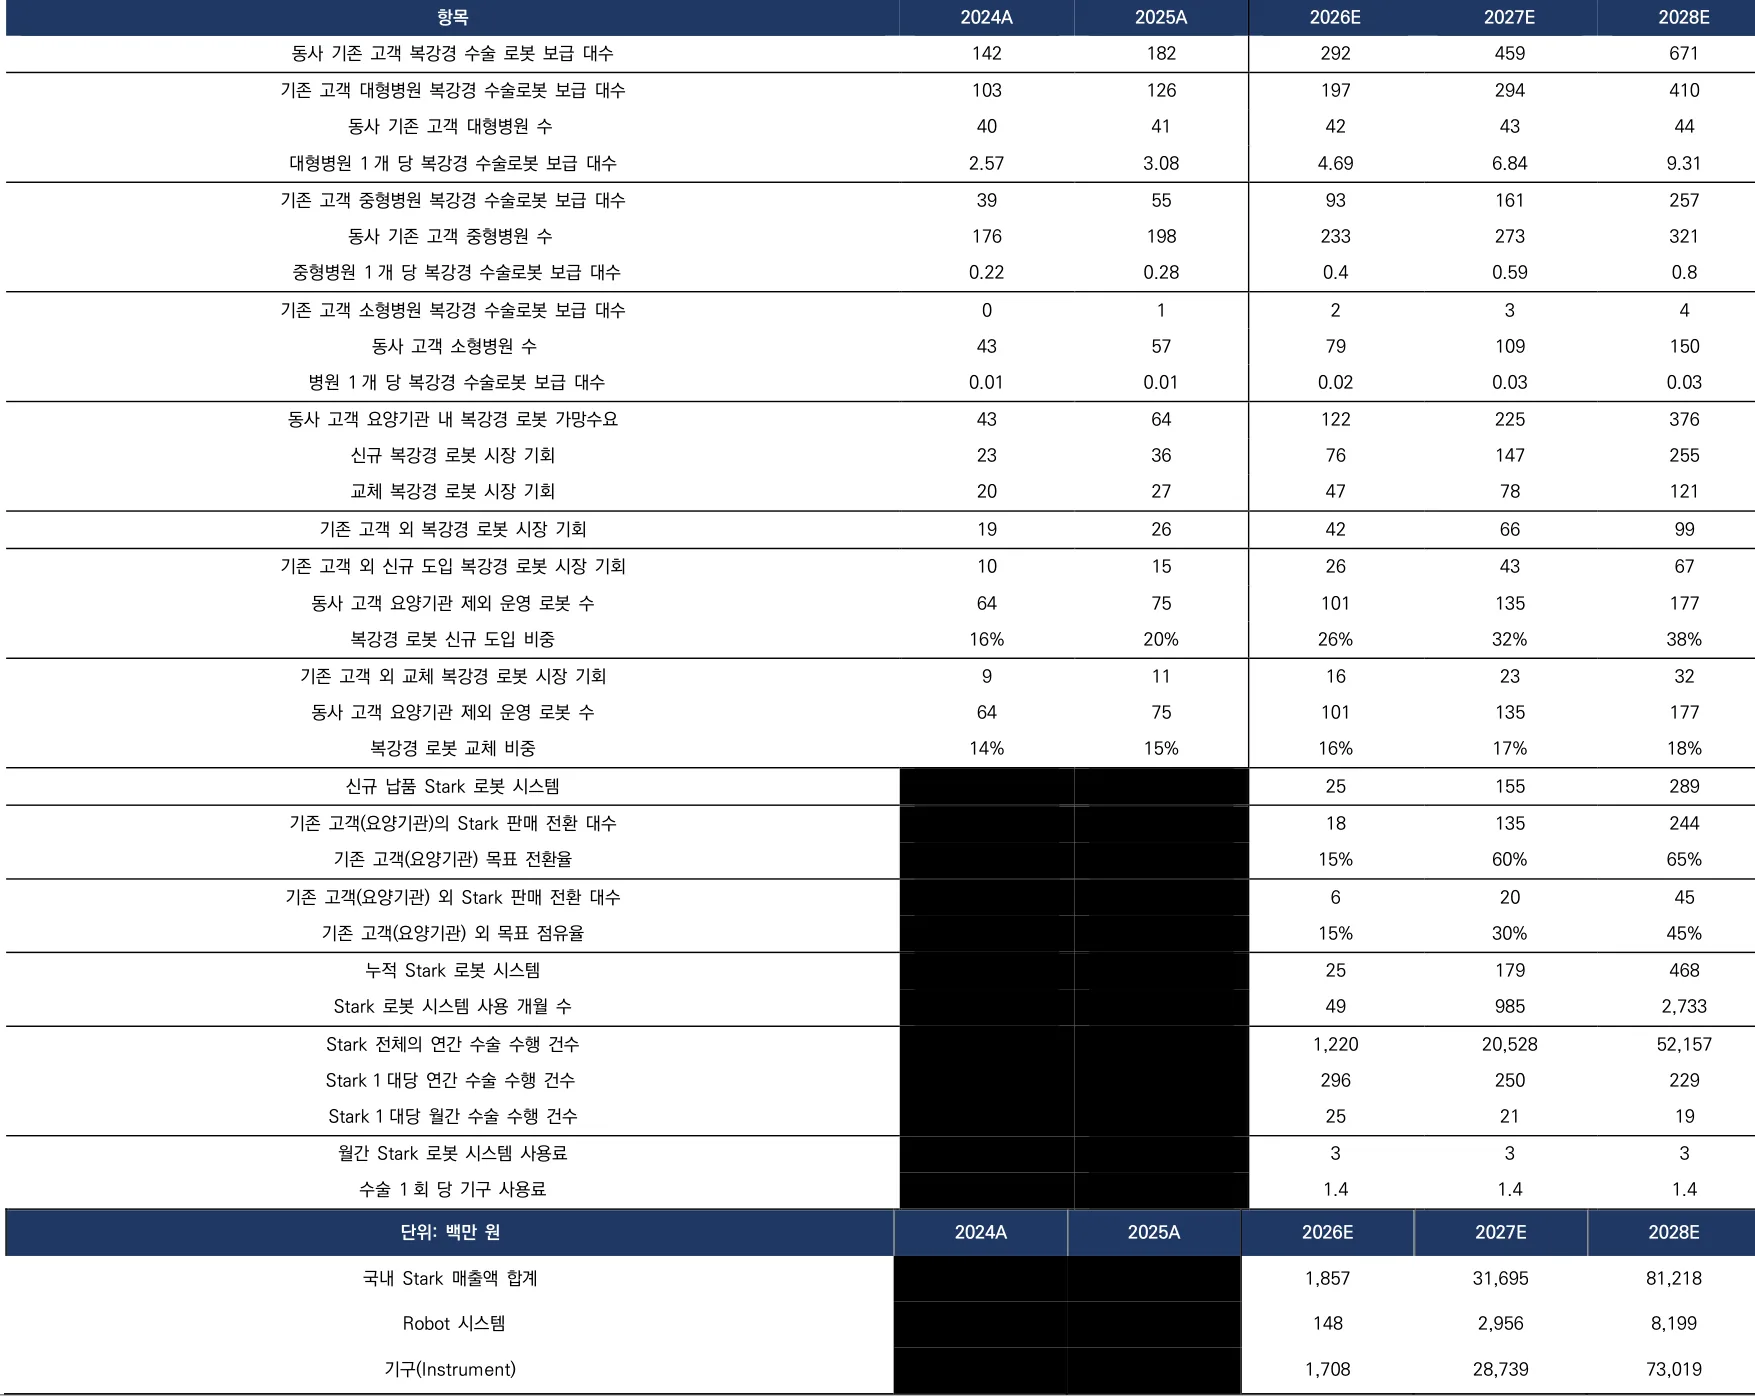 항목 2024A 2025A 2026E 2027E 2028E
동사 기존 고객 복강경 수술 로봇 보급 대수 142 182 292 459 671
기존 고객 대형병원 복강경 수술로봇 보급 대수 103 126 197 294 410
동사 기존 고객 대형병원 수 40 41 42 43 44
대형병원 1개 당 복강경 수술로봇 보급 대수 2.57 3.08 4.69 6.84 9.31
기존 고객 중형병원 복강경 수술로봇 보급 대수 39 55 93 161 257
동사 기존 고객 중형병원 수 176 198 233 273 321
중형병원 1개 당 복강경 수술로봇 보급 대수 0.22 0.28 0.4 0.59 0.8
기존 고객 소형병원 복강경 수술로봇 보급 대수 0 1 2 3 4
동사 고객 소형병원 수 43 57 79 109 150
병원 1개 당 복강경 수술로봇 보급 대수 0.01 0.01 0.02 0.03 0.03
동사 고객 요양기관 내 복강경 로봇 가망수요 43 64 122 225 376
신규 복강경 로봇 시장 기회 23 36 76 147 255
교체 복강경 로봇 시장 기회 20 27 47 78 121
기존 고객 외 복강경 로봇 시장 기회 19 26 42 66 99
기존 고객 외 신규 도입 복강경 로봇 시장 기회 10 15 26 43 67
동사 고객 요양기관 제외 운영 로봇 수 64 75 101 135 177
복강경 로봇 신규 도입 비중 16% 20% 26% 32% 38%
기존 고객 외 교체 복강경 로봇 시장 기회 9 11 16 23 32
동사 고객 요양기관 제외 운영 로봇 수 64 75 101 135 177
복강경 로봇 교체 비중 14% 15% 16% 17% 18%
신규 납품 Stark 로봇 시스템 25 155 289
기존 고객(요양기관)의 Stark 판매 전환 대수 18 135 244
기존 고객(요양기관) 목표 전환율 15% 60% 65%
기존 고객(요양기관) 외 Stark 판매 전환 대수 6 20 45
기존 고객(요양기관) 외 목표 점유율 15% 30% 45%
누적 Stark 로봇 시스템 25 179 468
Stark 로봇 시스템 사용 개월 수 49 985 2,733
Stark 전체의 연간 수술 수행 건수 1,220 20,528 52,157
Stark 1대당 연간 수술 수행 건수 296 250 229
Stark 1대당 월간 수술 수행 건수 25 21 19
월간 Stark 로봇 시스템 사용료 3 3 3
수술 1회 당 기구 사용료 1.4 1.4 1.4
단위: 백만 원 2024A 2025A 2026E 2027E 2028E
국내 Stark 매출액 합계 1,857 31,695 81,218
Robot 시스템 148 2,956 8,199
기구(Instrument) 1,708 28,739 73,019